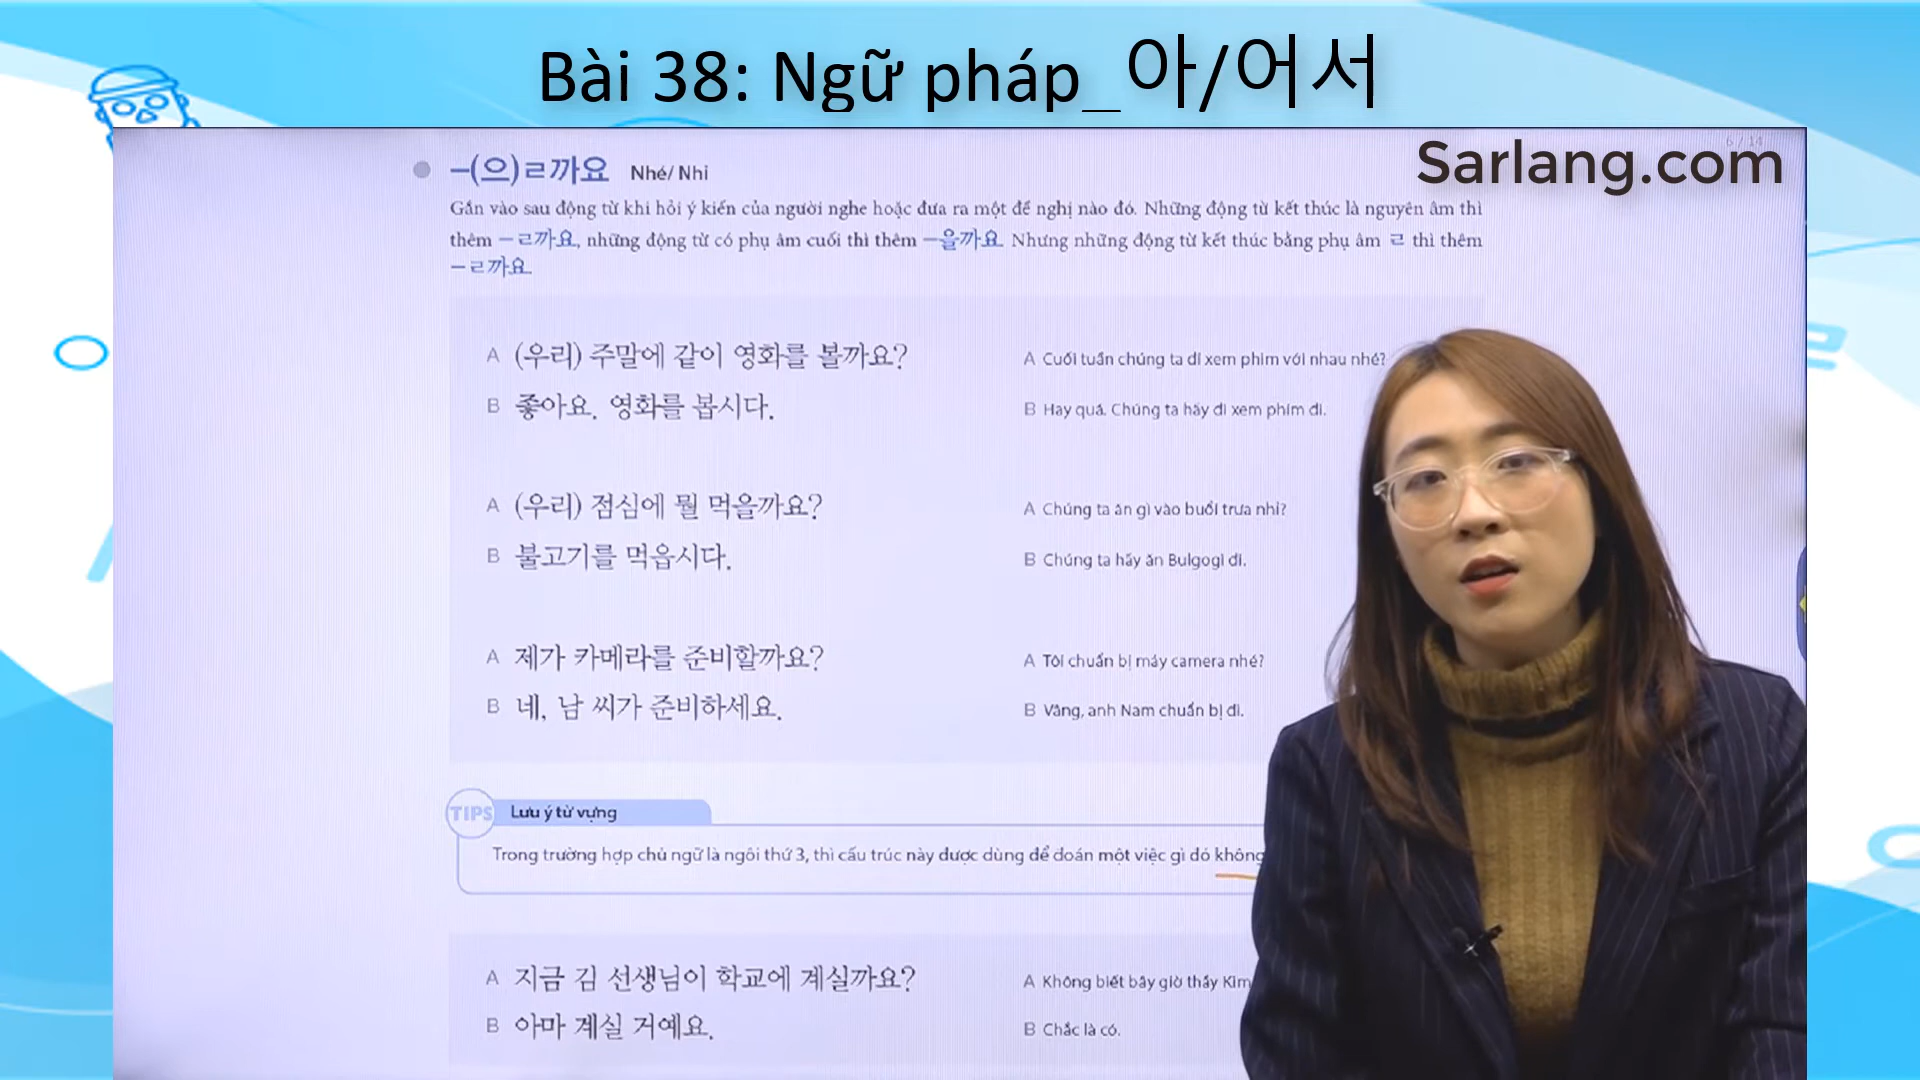 Bài 38: Ngữ pháp_아/어서
Sarlang.com
6 / 14
–(으)ㄹ까요 Nhé/ Nhỉ
Gắn vào sau động từ khi hỏi ý kiến của người nghe hoặc đưa ra một đề nghị nào đó. Những động từ kết thúc là nguyên âm thì
thêm –ㄹ까요, những động từ có phụ âm cuối thì thêm –을까요. Nhưng những động từ kết thúc bằng phụ âm ㄹ thì thêm
–ㄹ까요.
A (우리) 주말에 같이 영화를 볼까요?
A Cuối tuần chúng ta đi xem phim với nhau nhé?
B 좋아요. 영화를 봅시다.
B Hay quá. Chúng ta hãy đi xem phim đi.
A (우리) 점심에 뭘 먹을까요?
A Chúng ta ăn gì vào buổi trưa nhỉ?
B 불고기를 먹읍시다.
B Chúng ta hãy ăn Bulgogi đi.
A 제가 카메라를 준비할까요?
A Tôi chuẩn bị máy camera nhé?
B 네, 남 씨가 준비하세요.
B Vâng, anh Nam chuẩn bị đi.
TIPS Lưu ý từ vựng
Trong trường hợp chủ ngữ là ngôi thứ 3, thì cấu trúc này được dùng để đoán một việc gì đó không
A 지금 김 선생님이 학교에 계실까요?
A Không biết bây giờ thầy Kim
B 아마 계실 거예요.
B Chắc là có.